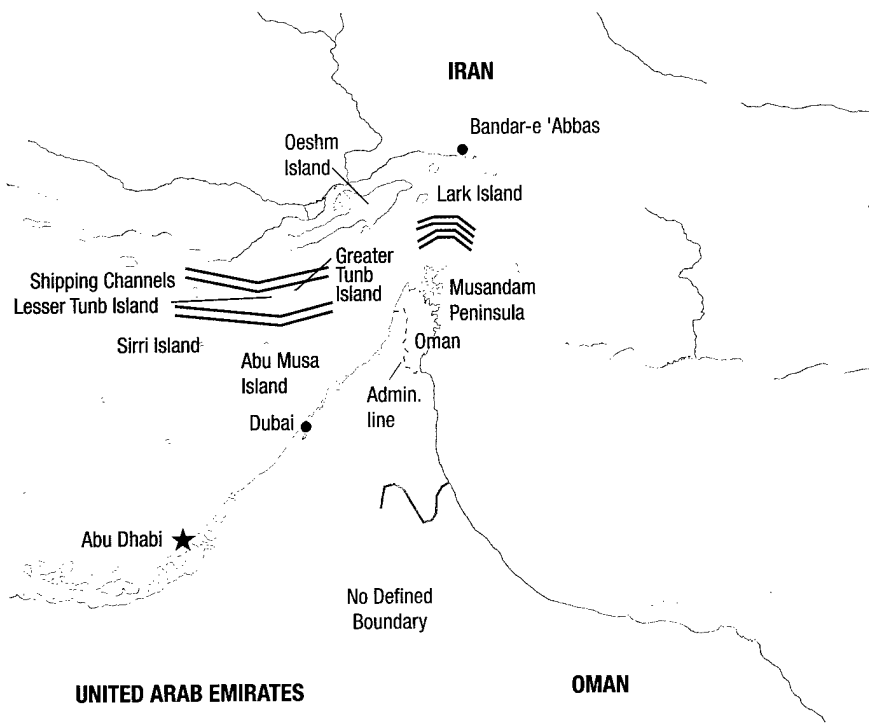 IRAN
Bandar-e 'Abbas
Oeshm
Island
Lark Island
Greater
Tunb
Island
Shipping Channels
Lesser Tunb Island
Musandam
Peninsula
Sirri Island
Oman
Abu Musa
Island
Admin.
line
Dubai
Abu Dhabi
No Defined
Boundary
UNITED ARAB EMIRATES
OMAN